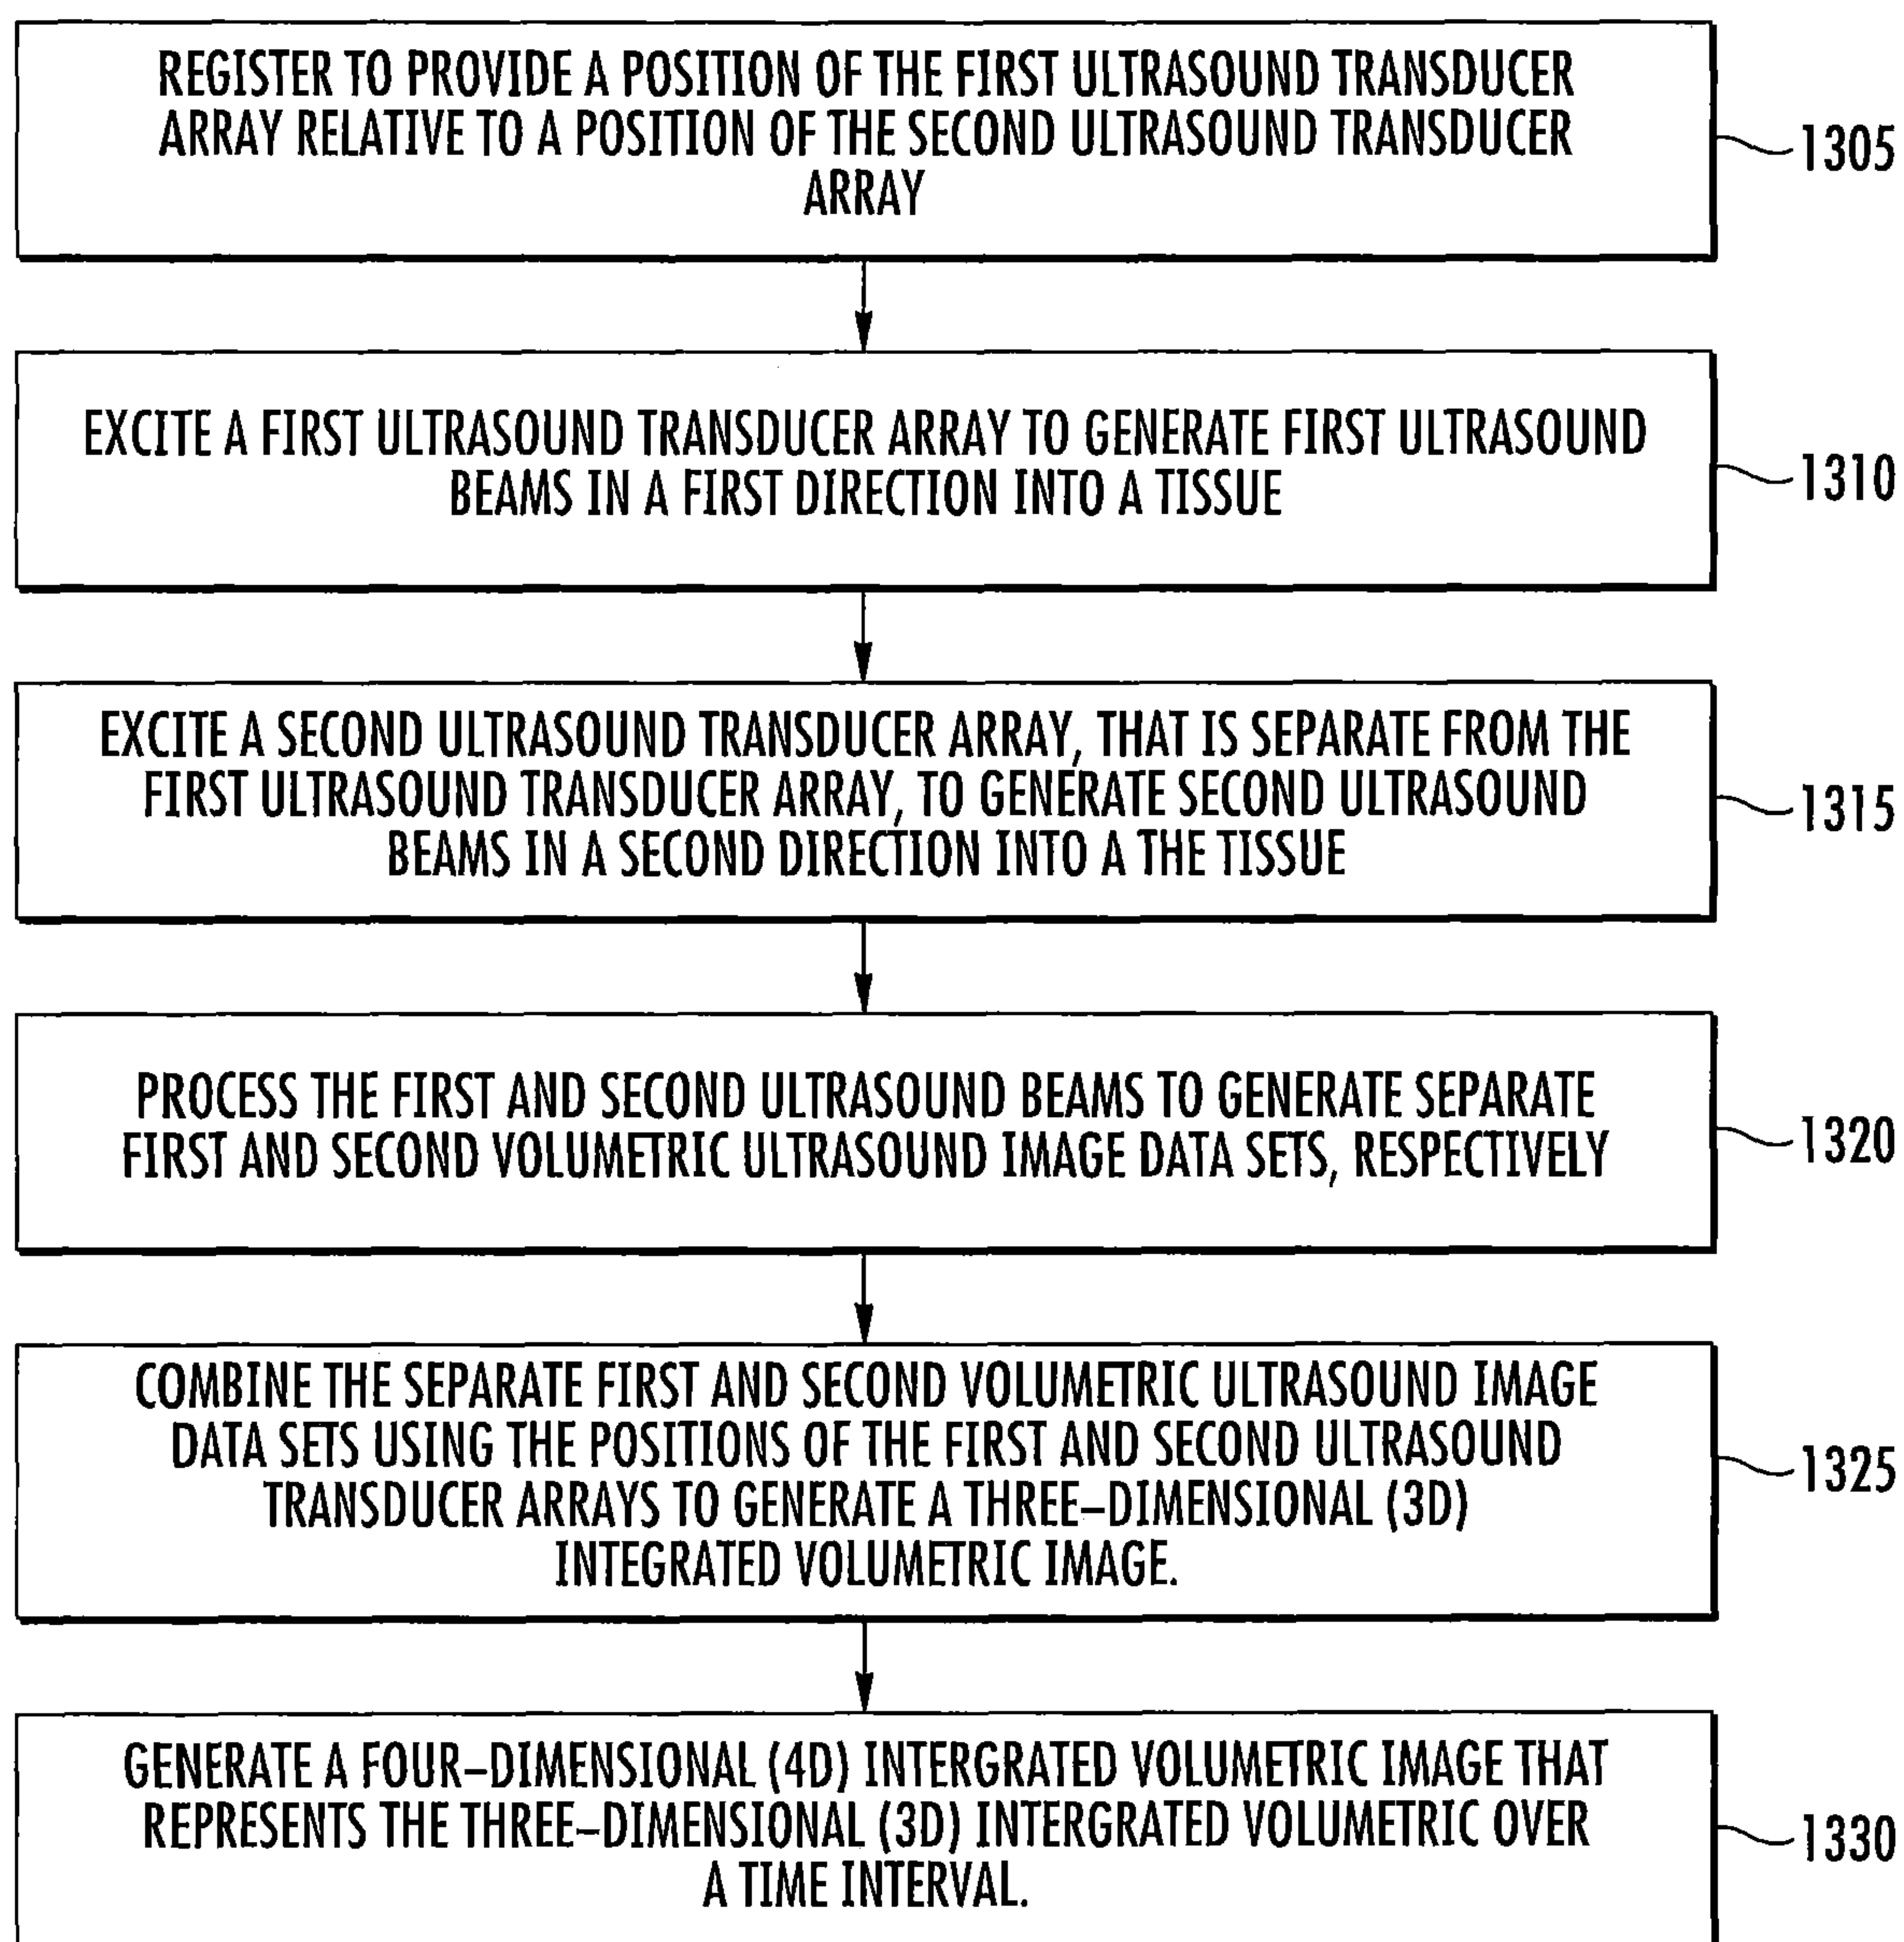 REGISTER TO PROVIDE A POSITION OF THE FIRST ULTRASOUND TRANSDUCER
ARRAY RELATIVE TO A POSITION OF THE SECOND ULTRASOUND TRANSDUCER
ARRAY
1305
EXCITE A FIRST ULTRASOUND TRANSDUCER ARRAY TO GENERATE FIRST ULTRASOUND
BEAMS IN A FIRST DIRECTION INTO A TISSUE
1310
EXCITE A SECOND ULTRASOUND TRANSDUCER ARRAY, THAT IS SEPARATE FROM THE
FIRST ULTRASOUND TRANSDUCER ARRAY, TO GENERATE SECOND ULTRASOUND
BEAMS IN A SECOND DIRECTION INTO A THE TISSUE
1315
PROCESS THE FIRST AND SECOND ULTRASOUND BEAMS TO GENERATE SEPARATE
FIRST AND SECOND VOLUMETRIC ULTRASOUND IMAGE DATA SETS, RESPECTIVELY
1320
COMBINE THE SEPARATE FIRST AND SECOND VOLUMETRIC ULTRASOUND IMAGE
DATA SETS USING THE POSITIONS OF THE FIRST AND SECOND ULTRASOUND
TRANSDUCER ARRAYS TO GENERATE A THREE–DIMENSIONAL (3D)
INTEGRATED VOLUMETRIC IMAGE.
1325
GENERATE A FOUR–DIMENSIONAL (4D) INTERGRATED VOLUMETRIC IMAGE THAT
REPRESENTS THE THREE–DIMENSIONAL (3D) INTERGRATED VOLUMETRIC OVER
A TIME INTERVAL.
1330